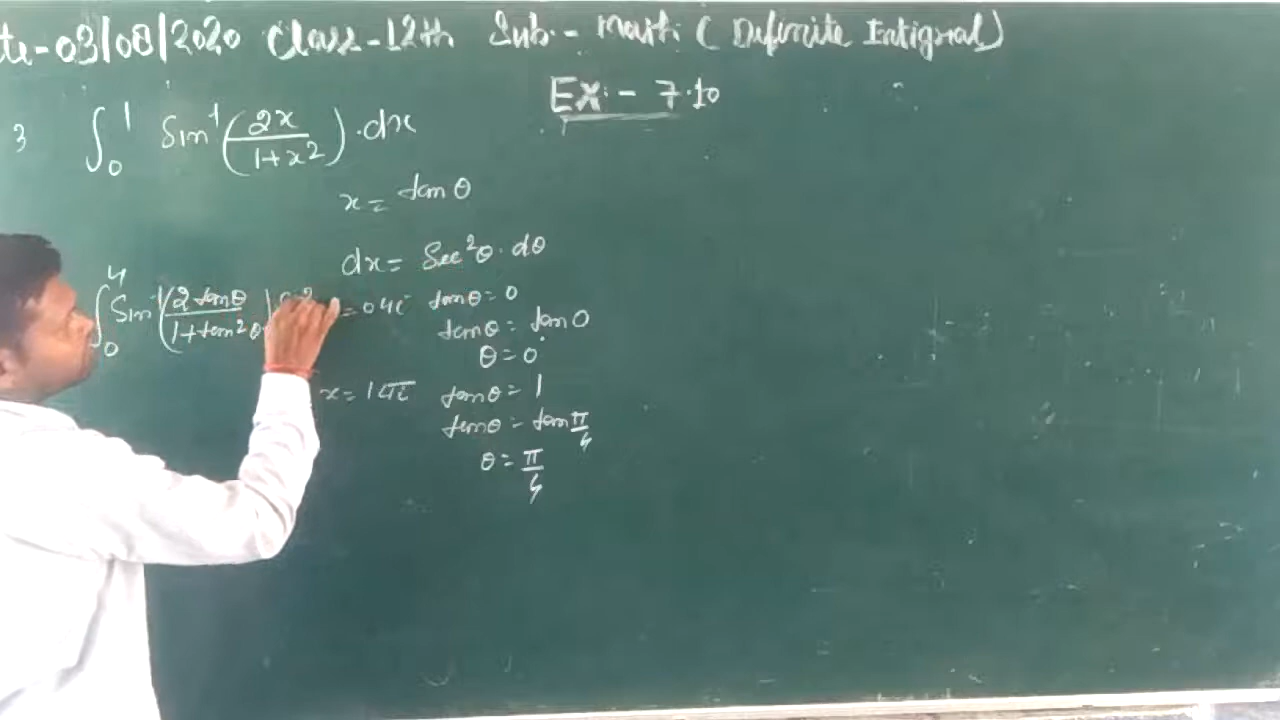 te-03/08/2020 Class-12th Sub.- Math (Definite Intigral)
Ex:- 7.10
3 ∫₀¹ Sin⁻¹(2x/1+x²).dx
x = tan θ
dx = Sec²θ. dθ
∫₀ Sin⁻¹(2 tanθ/1+tan²θ)
tanθ = 0
tanθ = tan 0
θ = 0
x = 1 tanθ = 1
tanθ = tan π/4
θ = π/4